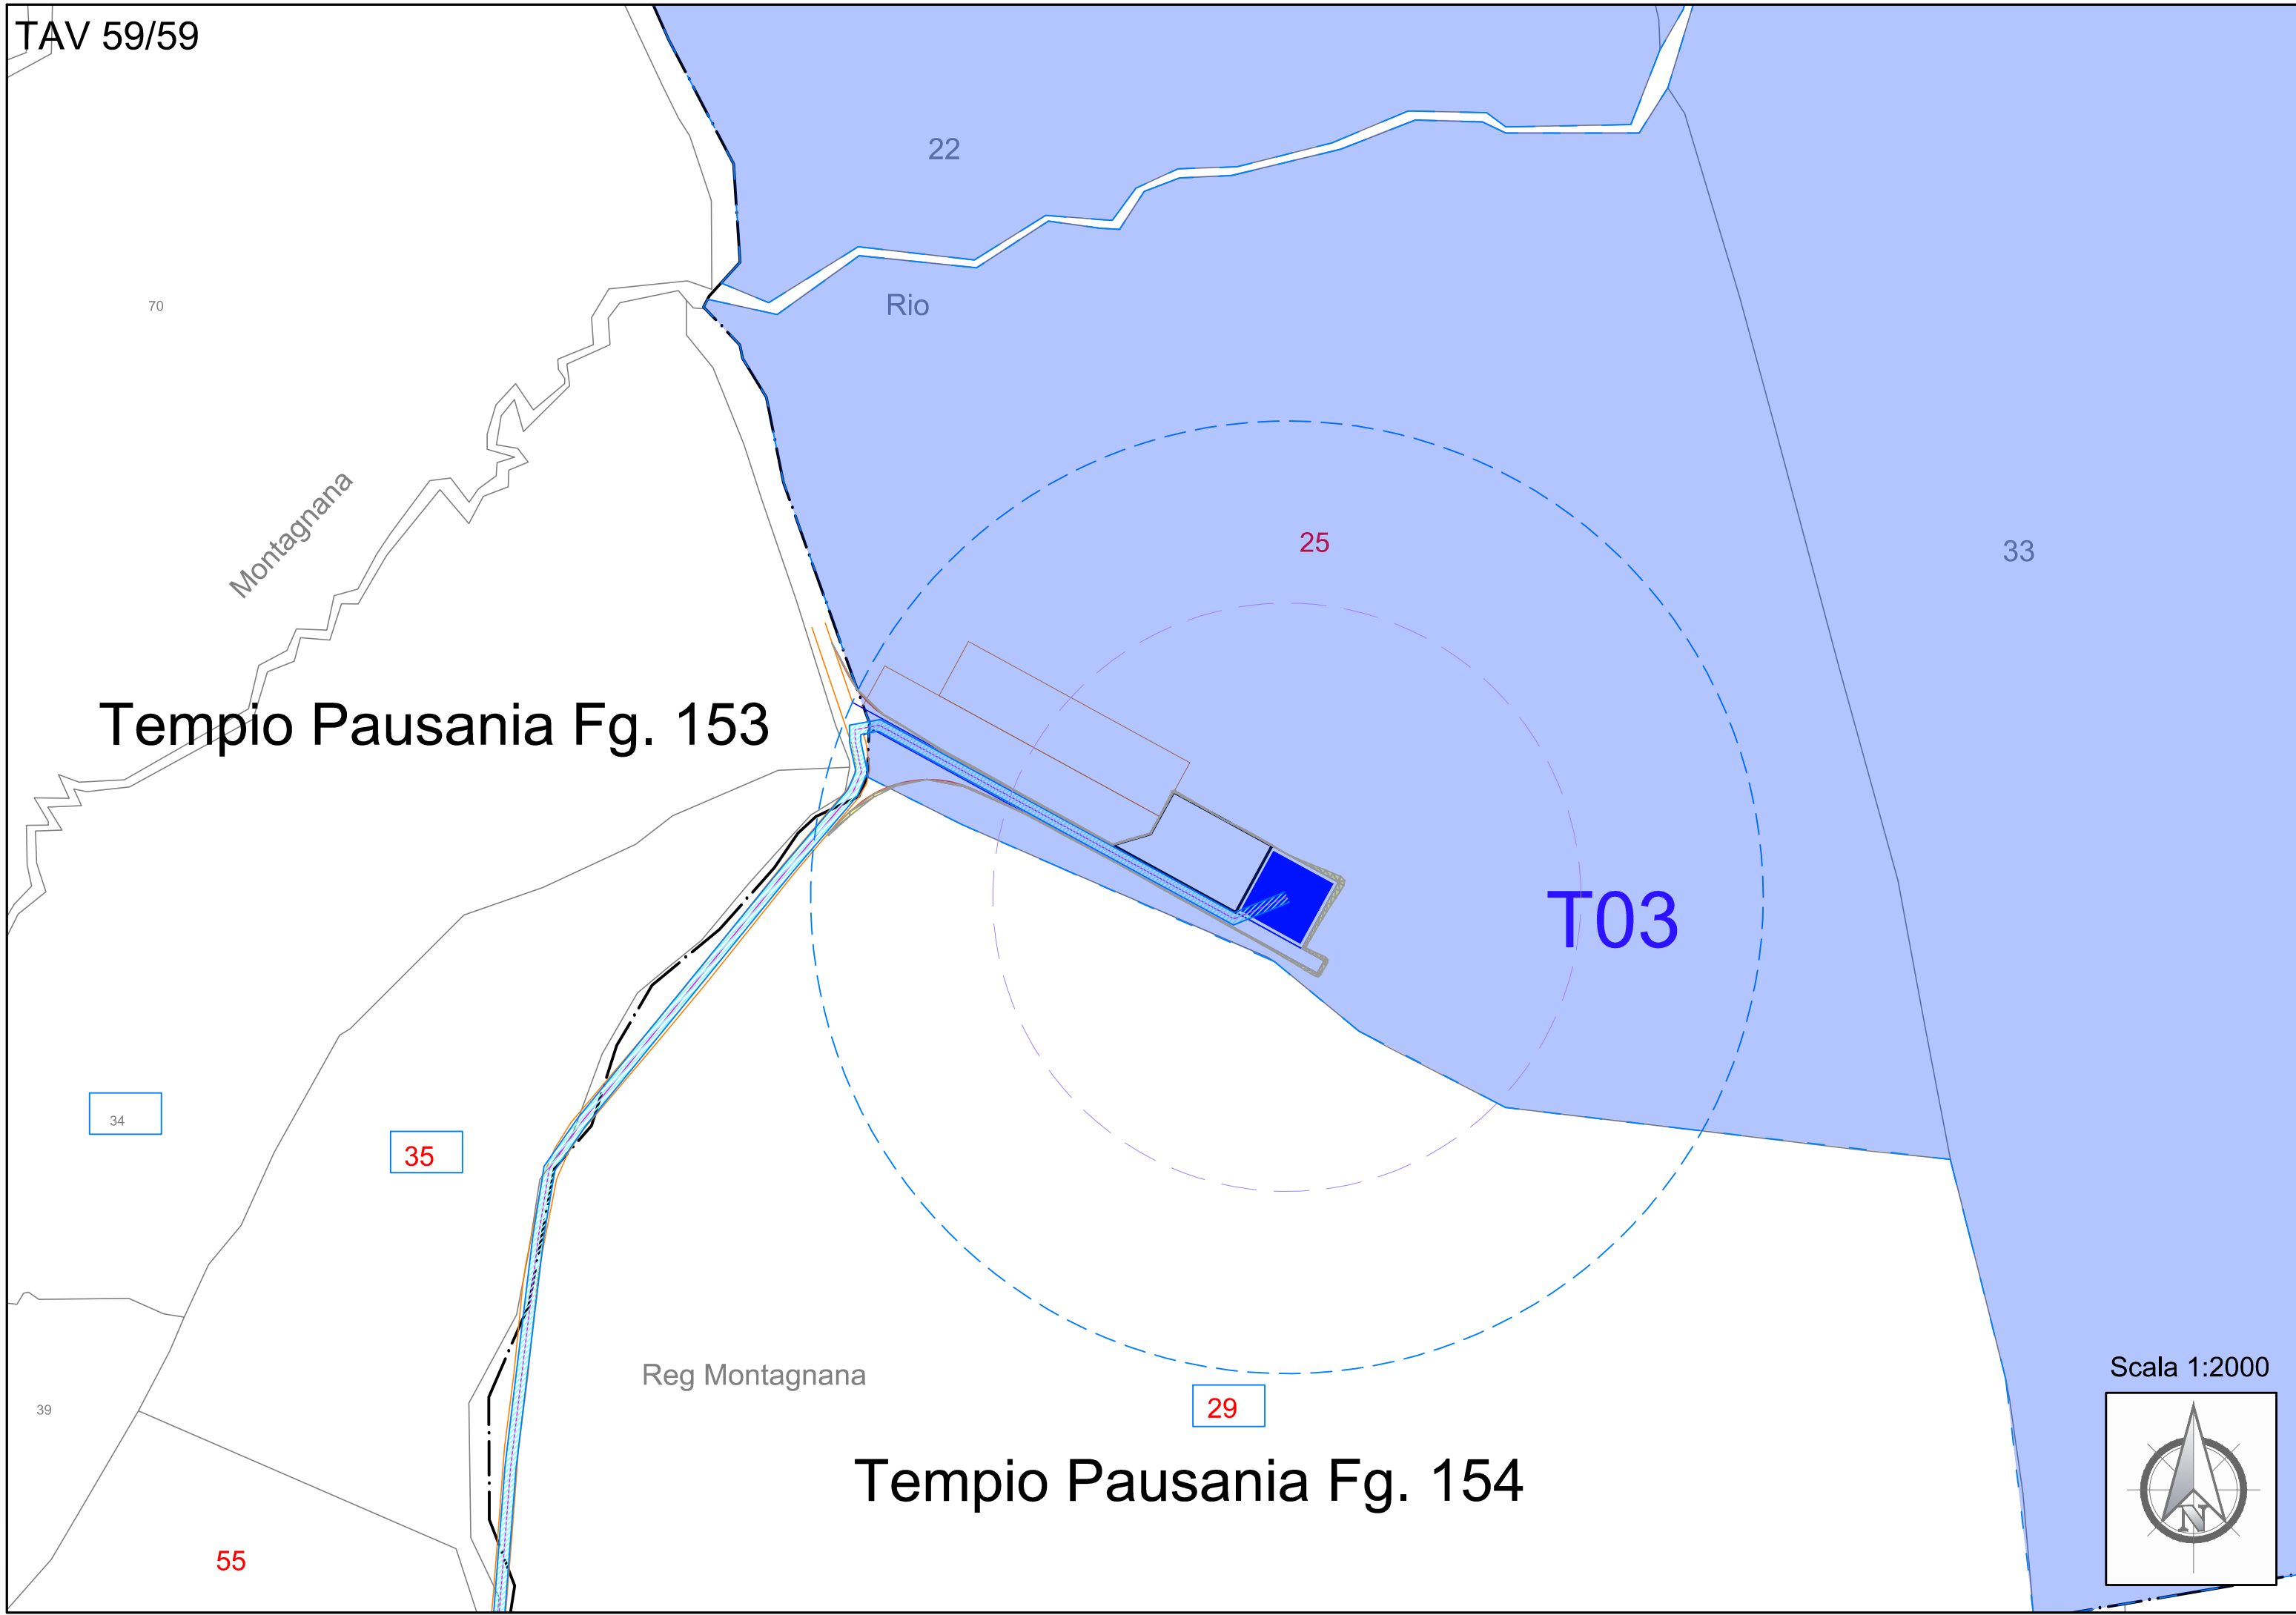 TAV 59/59
22
Rio
70
25
33
Montagnana
Tempio Pausania Fg. 153
T03
34
35
Reg Montagnana
Scala 1:2000
39
29
Tempio Pausania Fg. 154
N
55